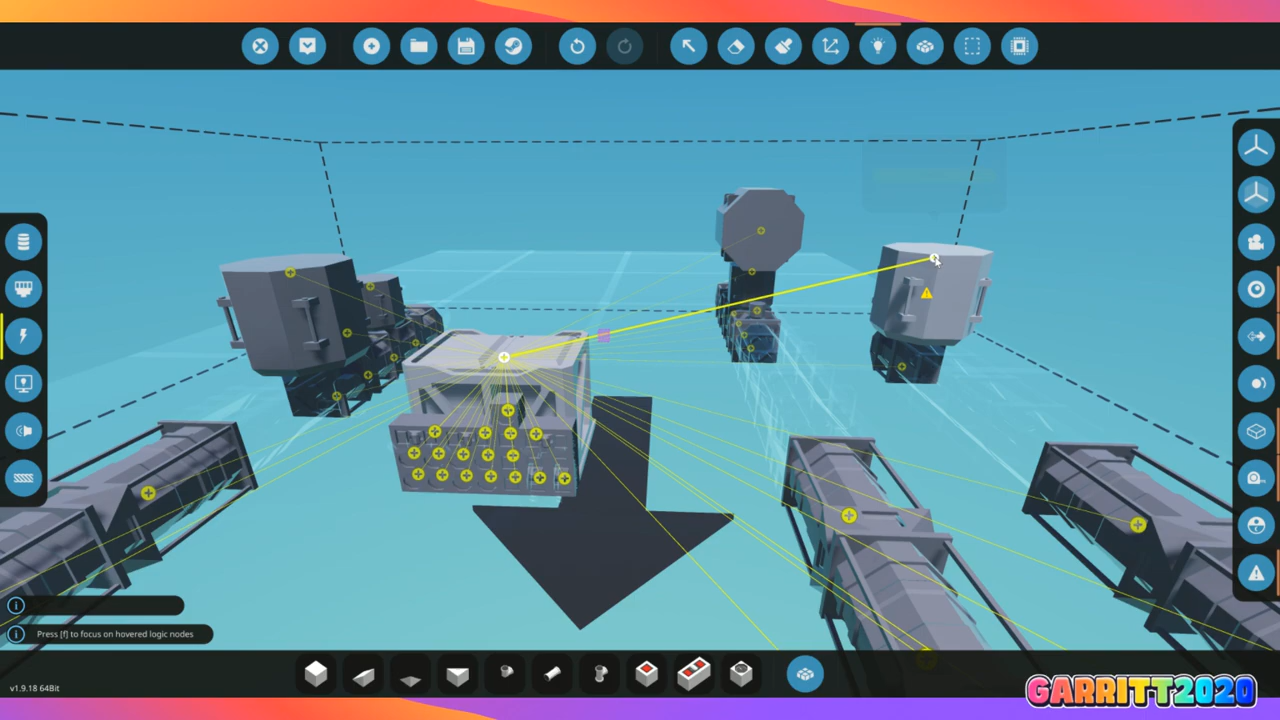 Press [f] to focus on hovered logic nodes
v1.9.18 64Bit
GARRITT2020